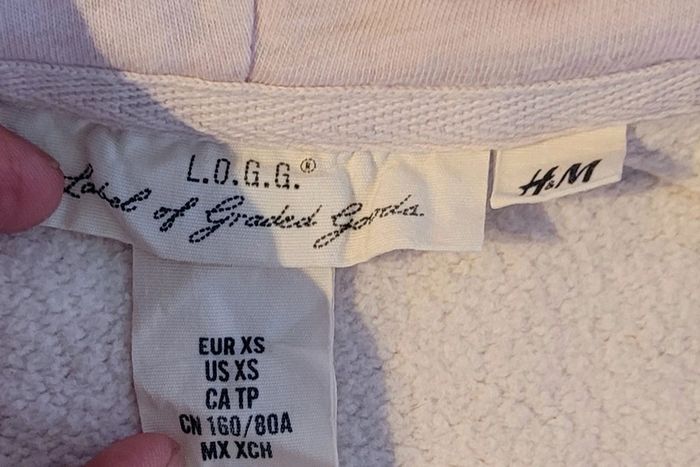 L.O.G.G.®
Label of Graded Goods.
H&M
EUR XS
US XS
CA TP
CN 160/80A
MX XCH